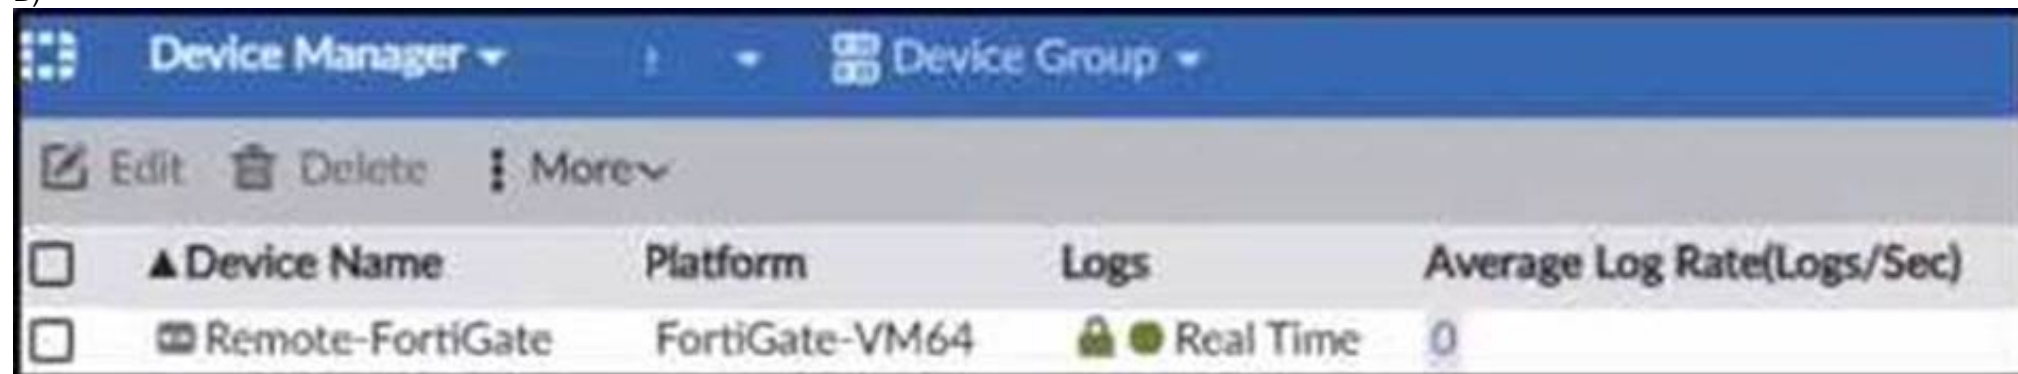 Device Manager Device Group
Edit Delete More
Device Name Platform Logs Average Log Rate(Logs/Sec)
Remote-FortiGate FortiGate-VM64 Real Time 0